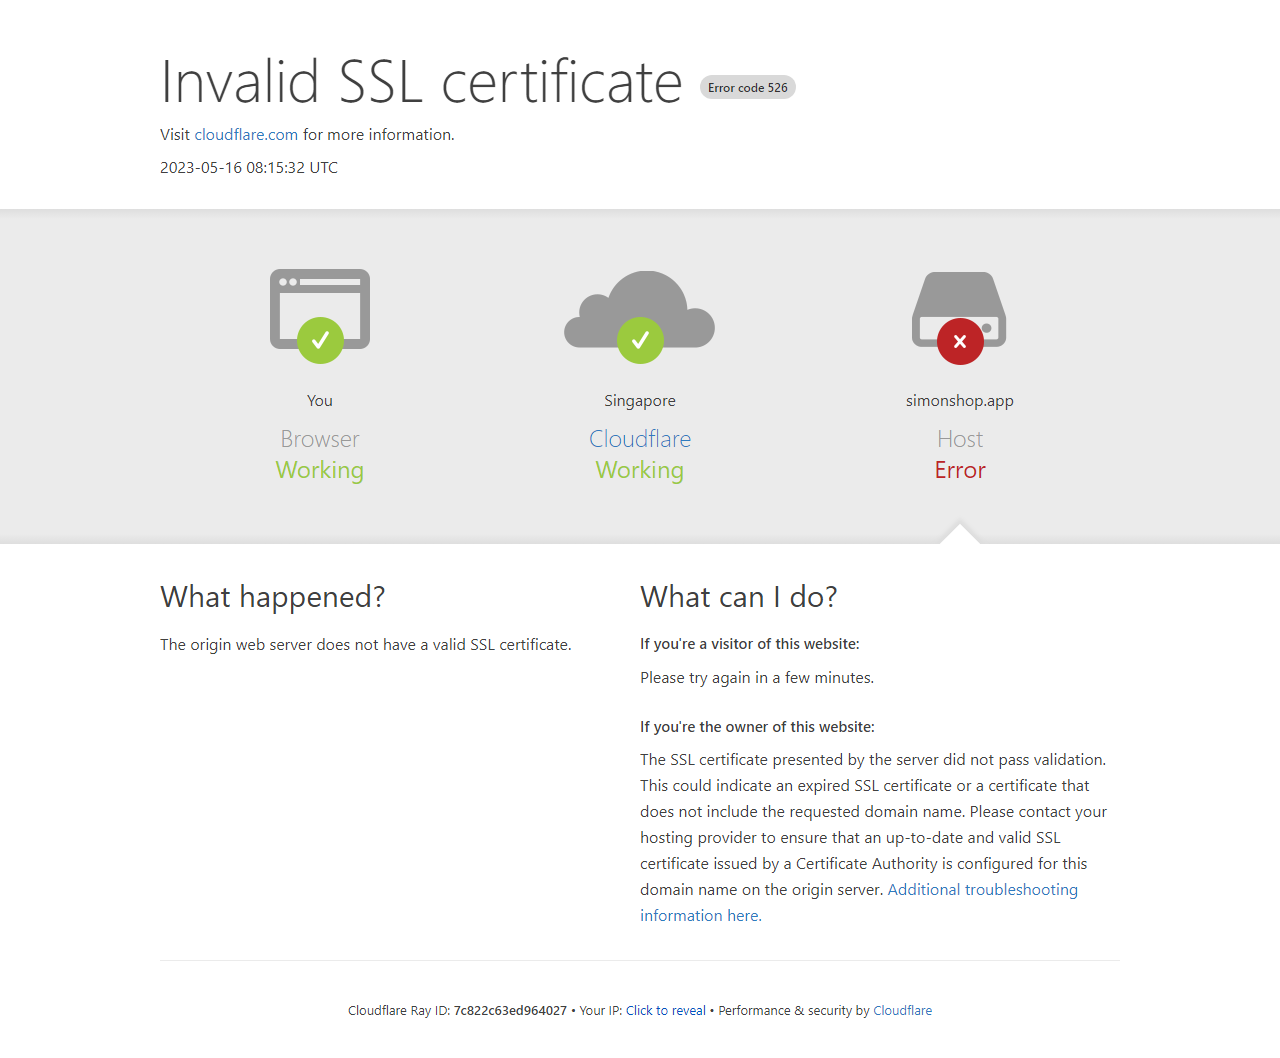 Invalid SSL certificate Error code 526
Visit cloudflare.com for more information.
2023-05-16 08:15:32 UTC
You
Browser
Working
Singapore
Cloudflare
Working
simonshop.app
Host
Error
What happened?
The origin web server does not have a valid SSL certificate.
What can I do?
If you're a visitor of this website:
Please try again in a few minutes.
If you're the owner of this website:
The SSL certificate presented by the server did not pass validation.
This could indicate an expired SSL certificate or a certificate that
does not include the requested domain name. Please contact your
hosting provider to ensure that an up-to-date and valid SSL
certificate issued by a Certificate Authority is configured for this
domain name on the origin server. Additional troubleshooting
information here.
Cloudflare Ray ID: 7c822c63ed964027 • Your IP: Click to reveal • Performance & security by Cloudflare